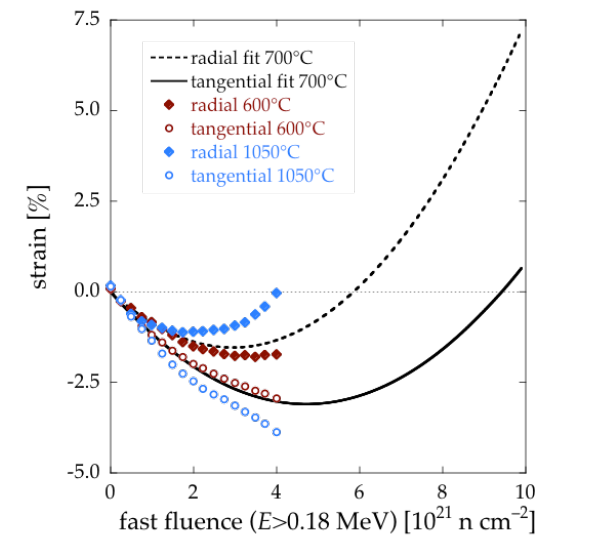 7.5
5.0
2.5
0.0
-2.5
-5.0
strain [%]
radial fit 700°C
tangential fit 700°C
radial 600°C
tangential 600°C
radial 1050°C
tangential 1050°C
0 2 4 6 8 10
fast fluence (E>0.18 MeV) [10²¹ n cm⁻²]